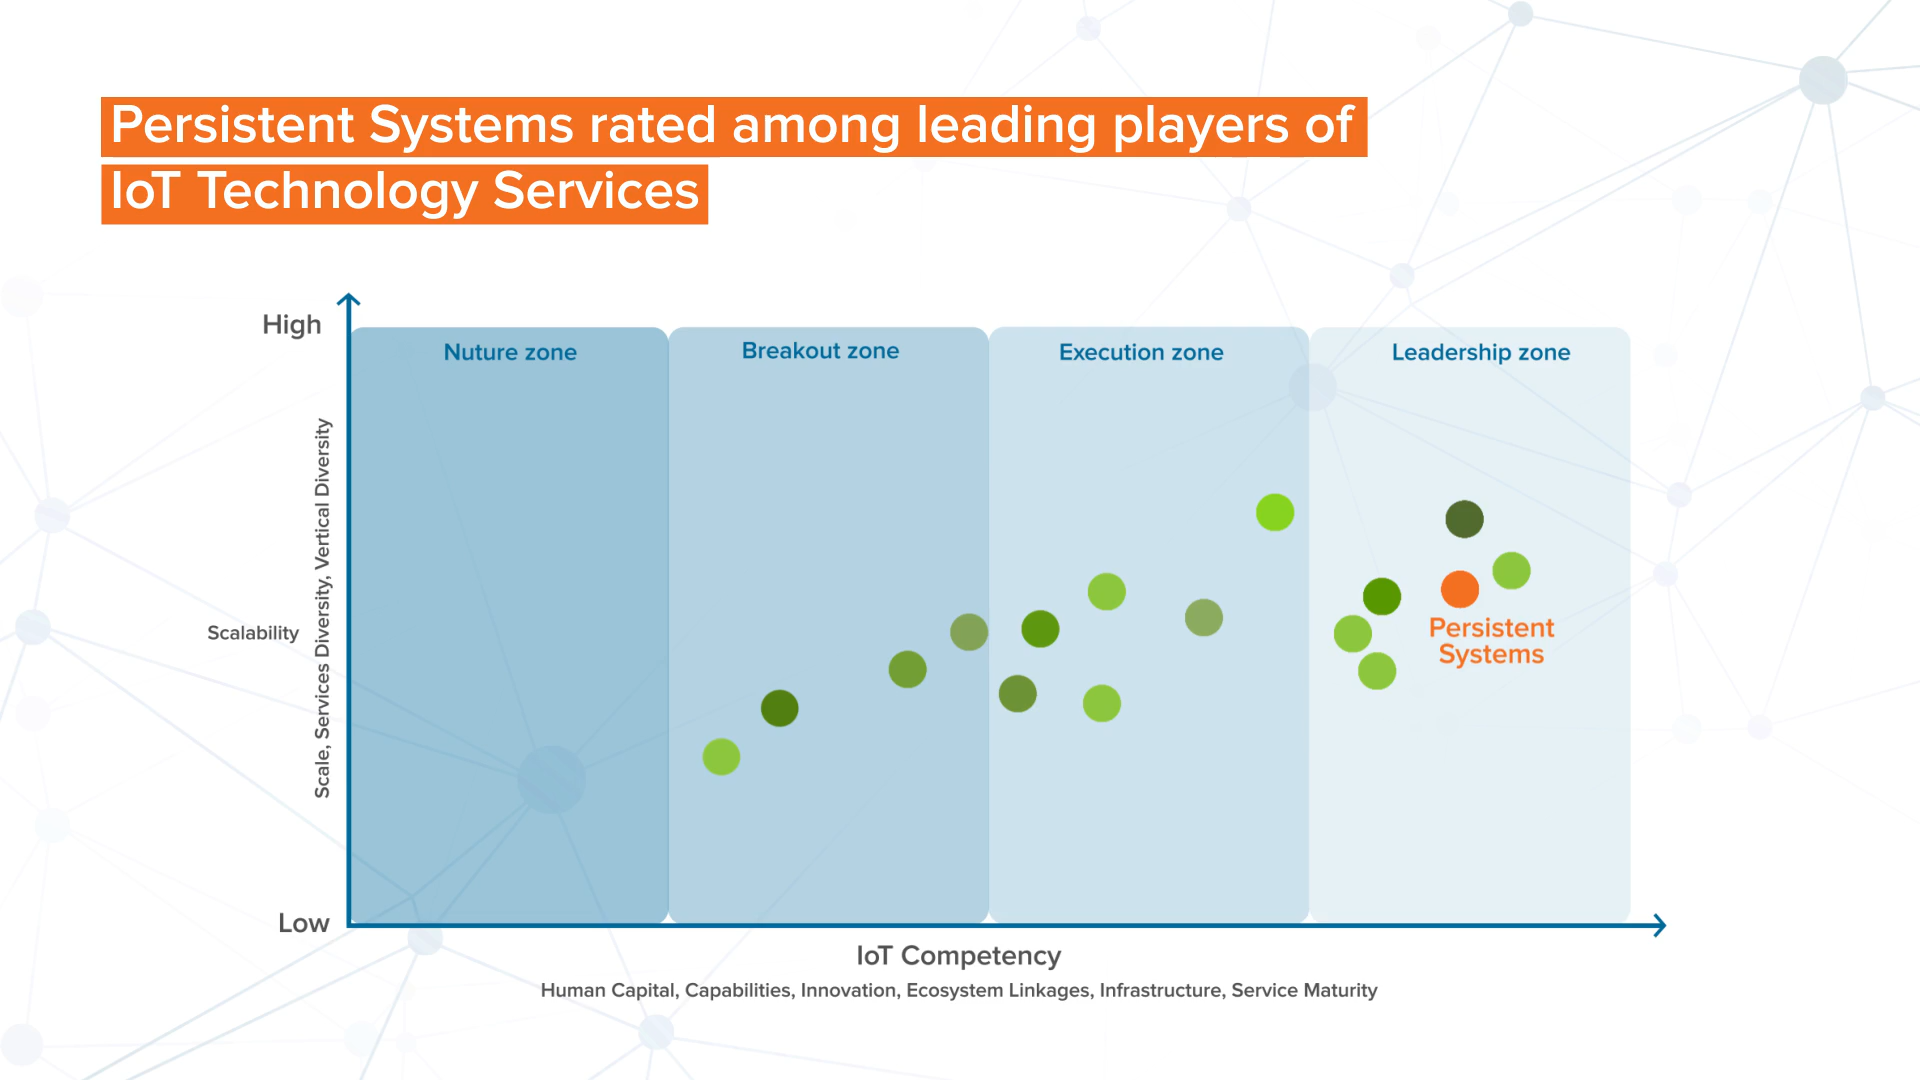 Persistent Systems rated among leading players of
IoT Technology Services
High
Nuture zone
Breakout zone
Execution zone
Leadership zone
Scalability
Scale, Services Diversity, Vertical Diversity
Persistent
Systems
Low
IoT Competency
Human Capital, Capabilities, Innovation, Ecosystem Linkages, Infrastructure, Service Maturity